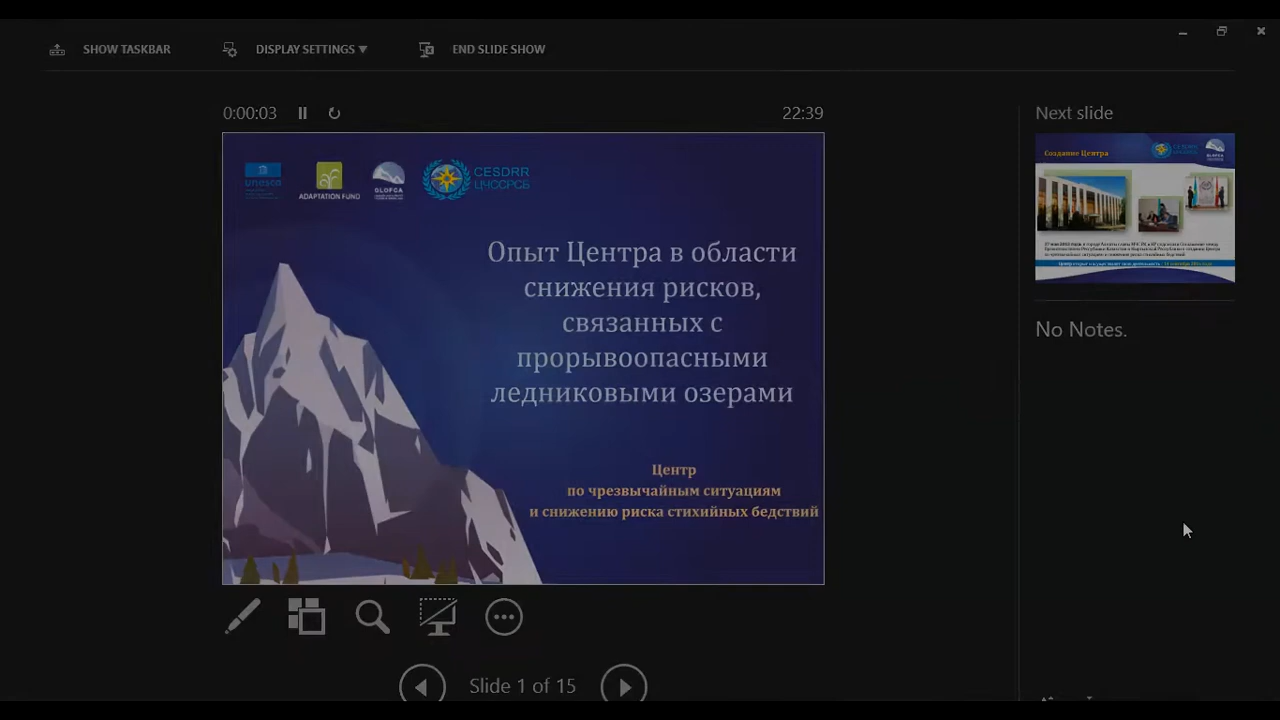 SHOW TASKBAR
DISPLAY SETTINGS ▼
END SLIDE SHOW
0:00:03
22:39
Next slide
unesco
ADAPTATION FUND
GLOFCA
CESDRR
ЦЧССРСБ
Опыт Центра в области
снижения рисков,
связанных с
прорывоопасными
ледниковыми озерами
Центр
по чрезвычайным ситуациям
и снижению риска стихийных бедствий
Создание Центра
No Notes.
Slide 1 of 15